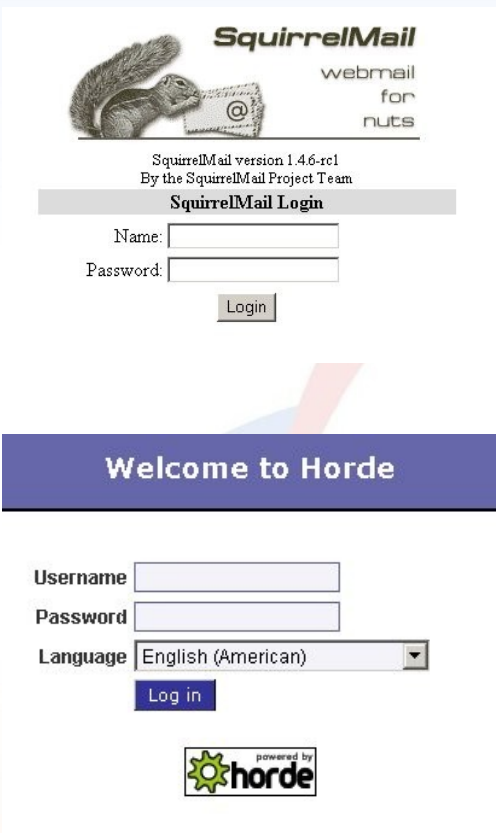 SquirrelMail
webmail
for
nuts
@
SquirrelMail version 1.4.6-rc1
By the SquirrelMail Project Team
SquirrelMail Login
Name:
Password:
Login
Welcome to Horde
Username
Password
Language English (American)
Log in
powered by
horde